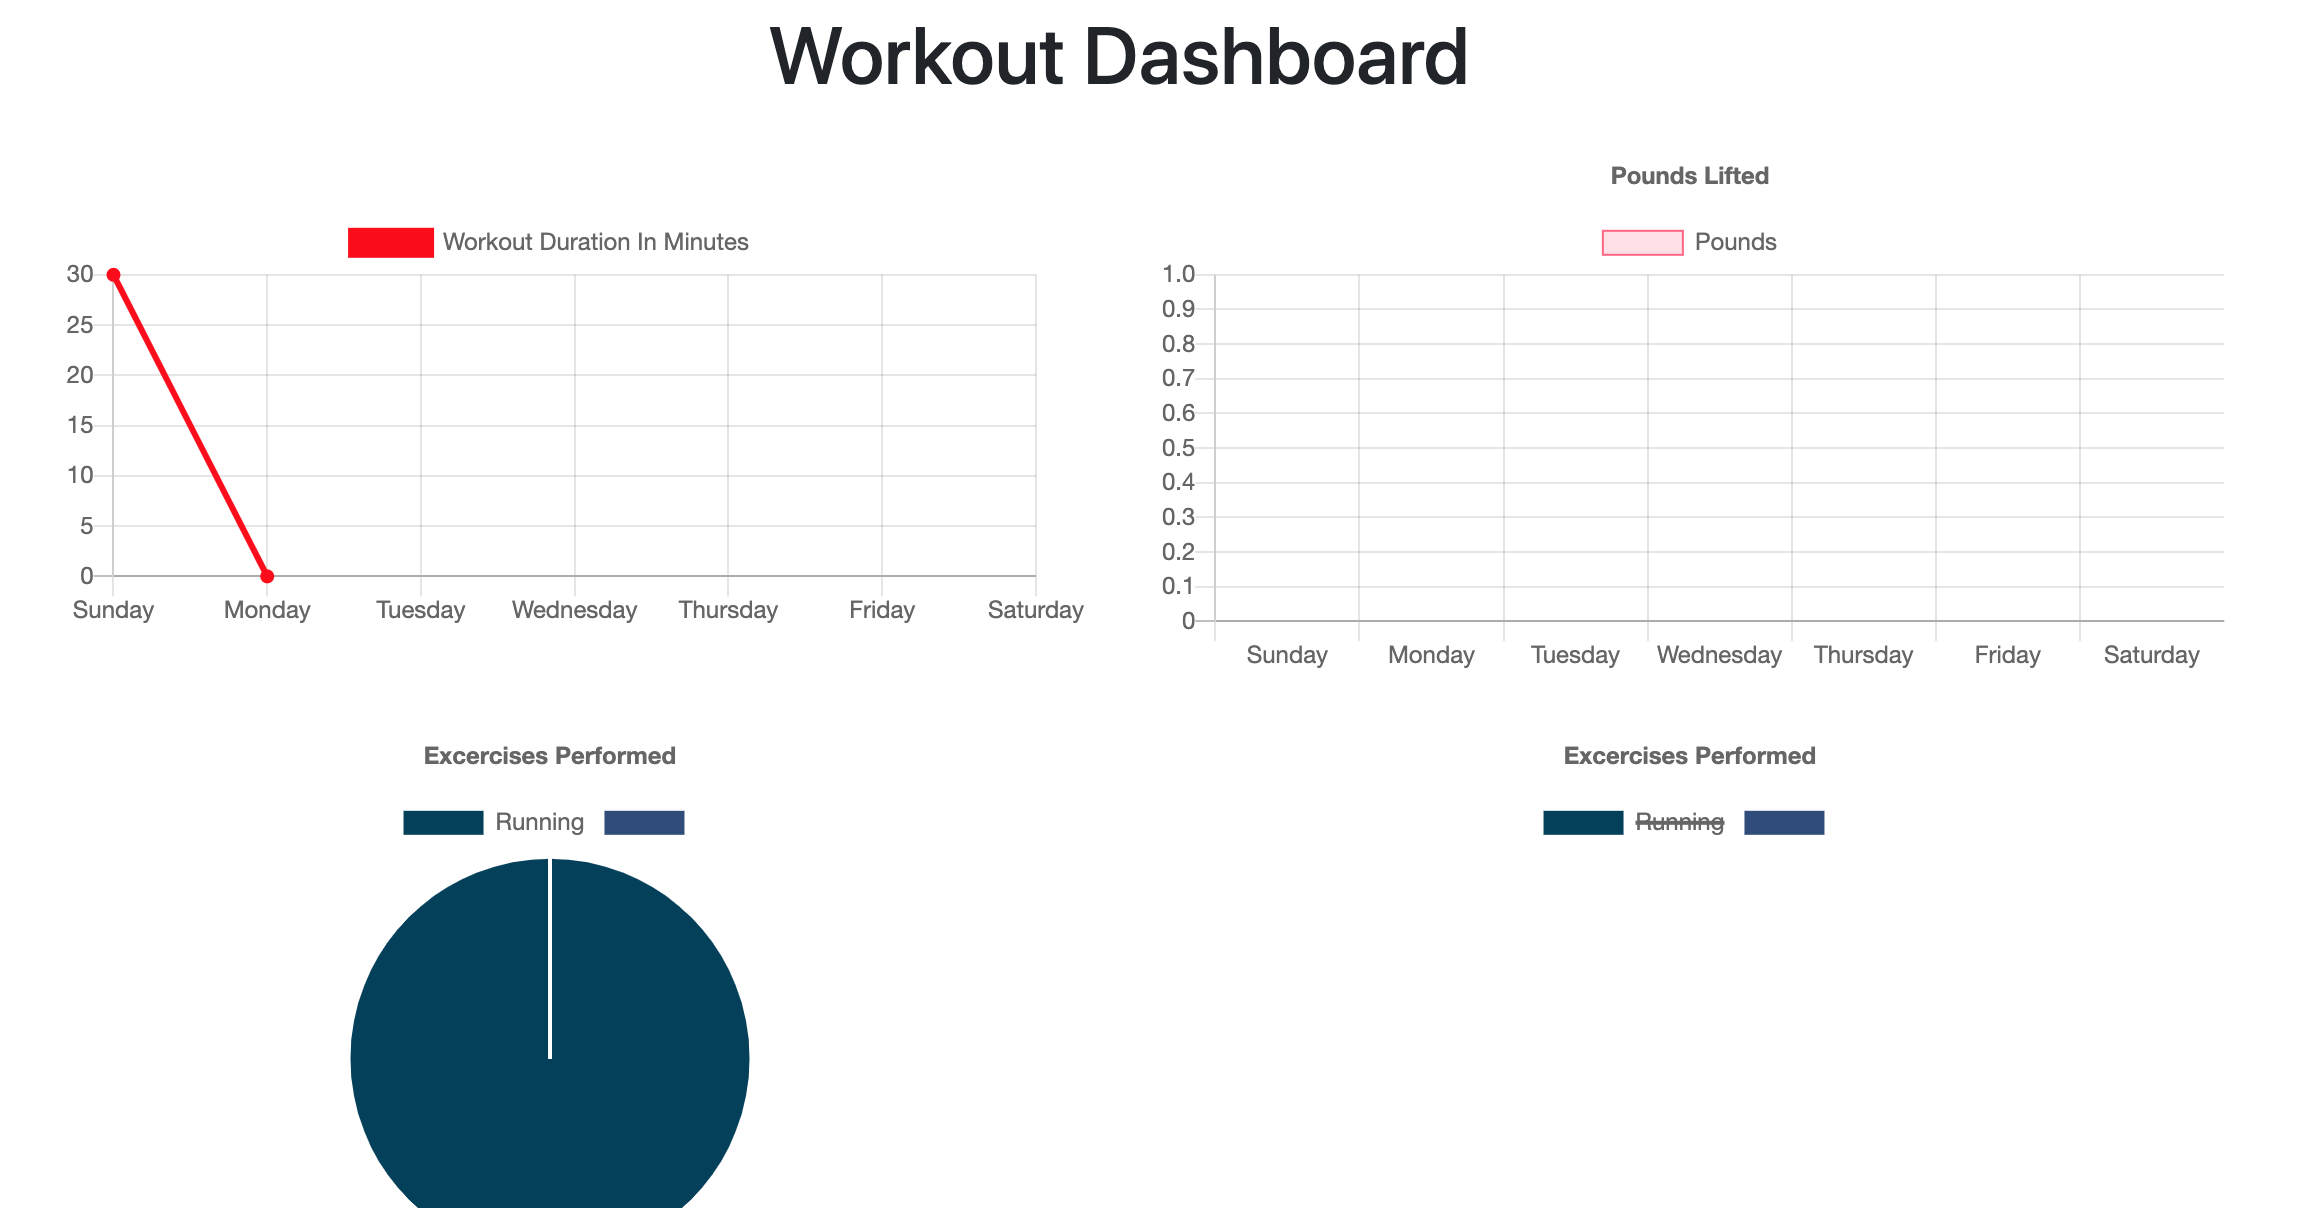 Workout Dashboard
Workout Duration In Minutes
30
25
20
15
10
5
0
Sunday Monday Tuesday Wednesday Thursday Friday Saturday
Pounds Lifted
Pounds
1.0
0.9
0.8
0.7
0.6
0.5
0.4
0.3
0.2
0.1
0
Sunday Monday Tuesday Wednesday Thursday Friday Saturday
Excercises Performed
Running
Excercises Performed
Running